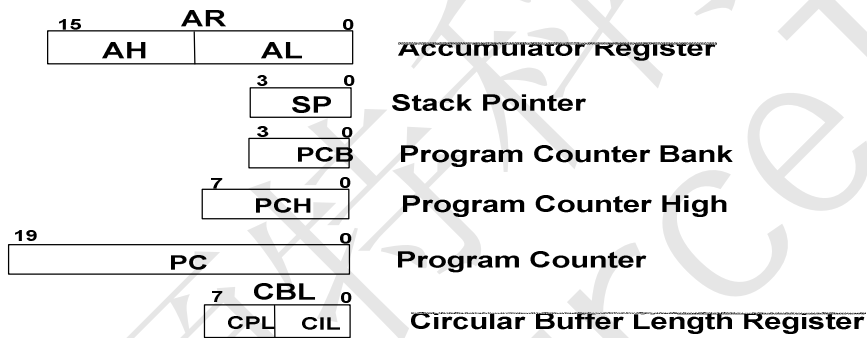 AR
15 0
AH AL Accumulator Register
3 0
SP Stack Pointer
3 0
PCB Program Counter Bank
7 0
PCH Program Counter High
19 0
PC Program Counter
CBL
7 0
CPL CIL Circular Buffer Length Register